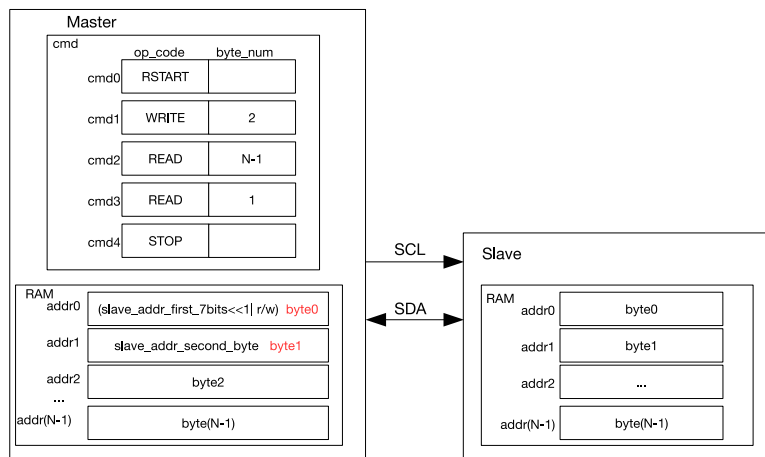 Master
cmd
op_code byte_num
cmd0 RSTART
cmd1 WRITE 2
cmd2 READ N-1
cmd3 READ 1
cmd4 STOP
RAM
addr0 (slave_addr_first_7bits<<1| r/w) byte0
addr1 slave_addr_second_byte byte1
addr2 byte2
...
addr(N-1) byte(N-1)
SCL
SDA
Slave
RAM
addr0 byte0
addr1 byte1
addr2 ...
addr(N-1) byte(N-1)